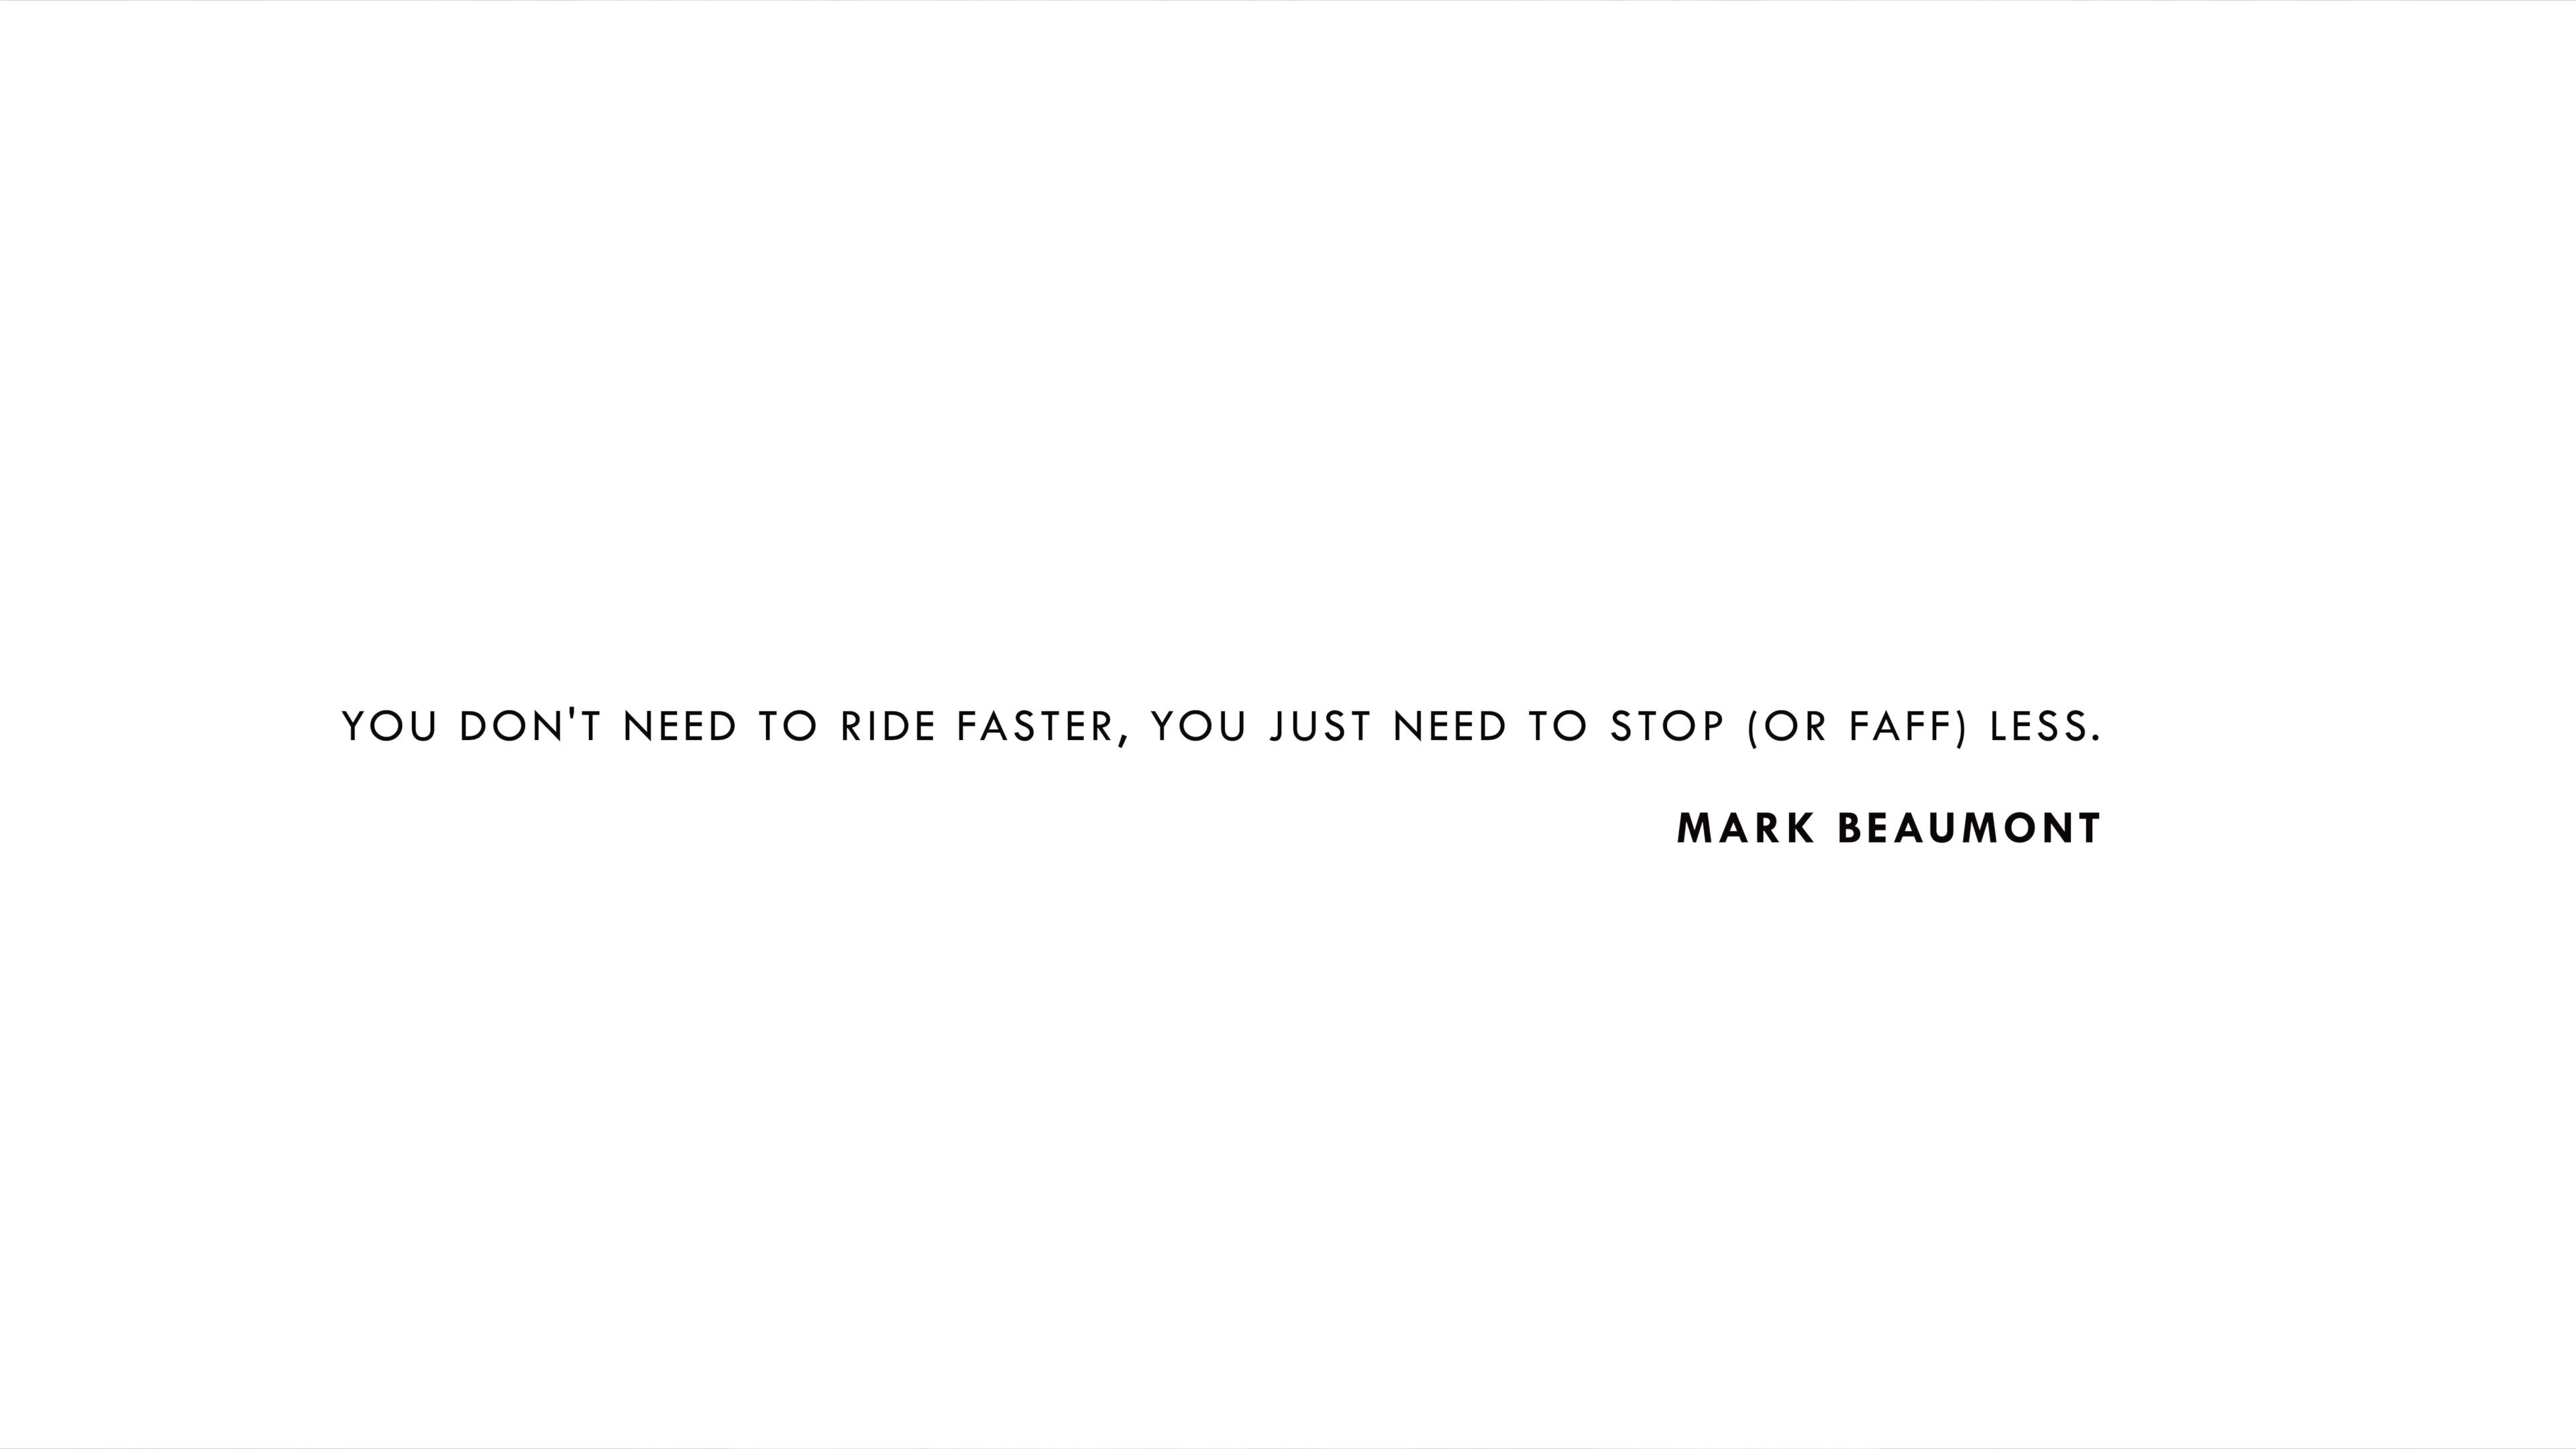 YOU DON'T NEED TO RIDE FASTER, YOU JUST NEED TO STOP (OR FAFF) LESS.
MARK BEAUMONT